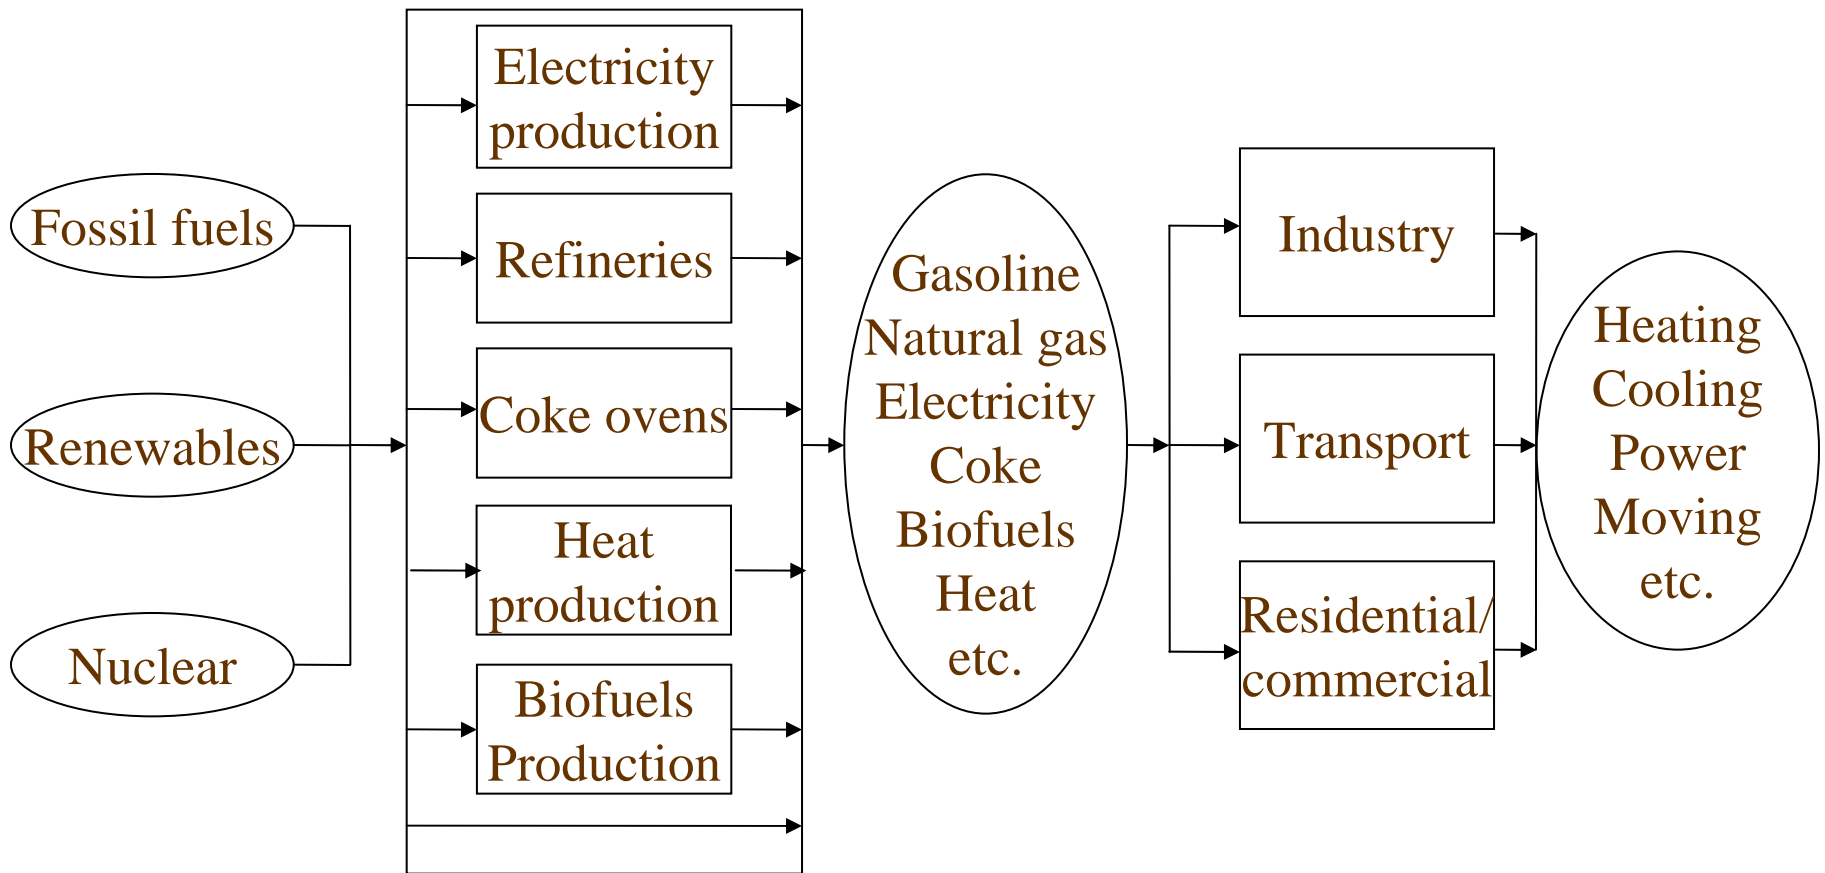 Fossil fuels
Renewables
Nuclear
Electricity
production
Refineries
Coke ovens
Heat
production
Biofuels
Production
Gasoline
Natural gas
Electricity
Coke
Biofuels
Heat
etc.
Industry
Transport
Residential/
commercial
Heating
Cooling
Power
Moving
etc.